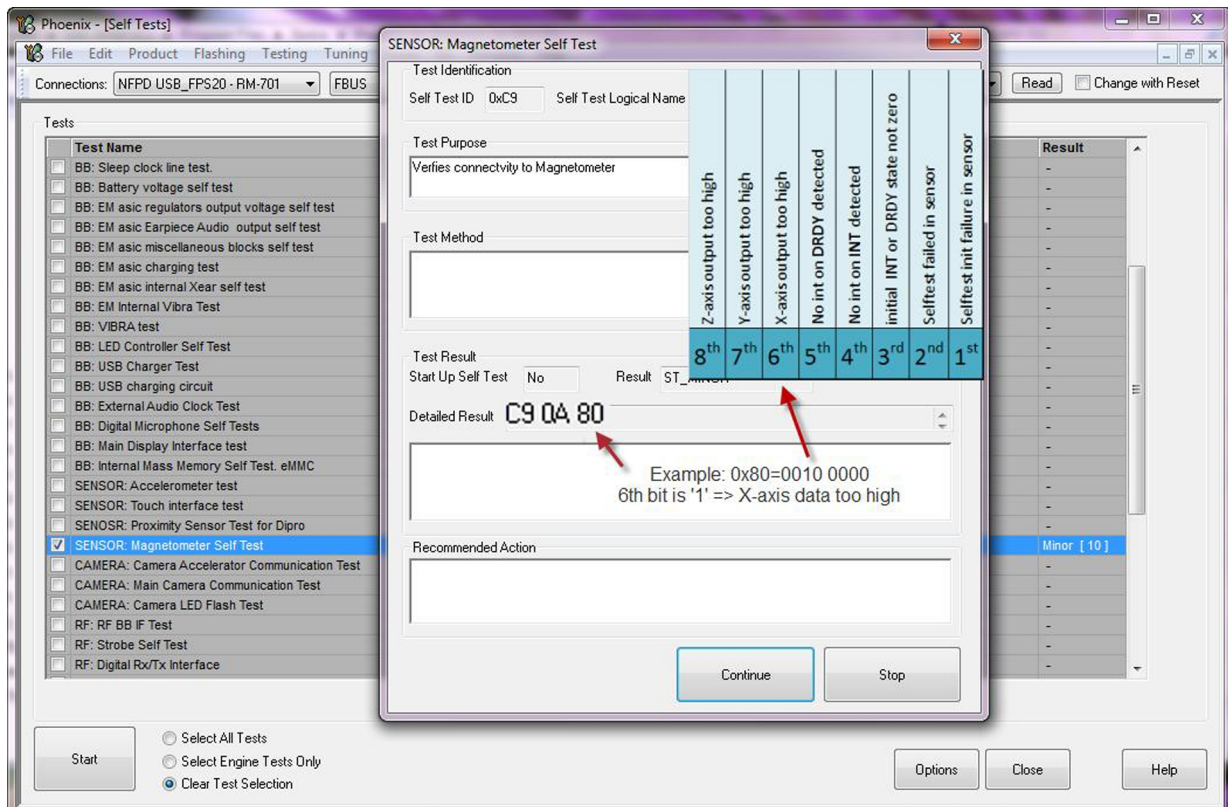 Phoenix - [Self Tests]
File Edit Product Flashing Testing Tuning
Connections: NFPD USB_FPS20 - RM-701 FBUS Read Change with Reset
Tests
Test Name Result
BB: Sleep clock line test. -
BB: Battery voltage self test -
BB: EM asic regulators output voltage self test -
BB: EM asic Earpiece Audio output self test -
BB: EM asic miscellaneous blocks self test -
BB: EM asic charging test -
BB: EM asic internal Xear self test -
BB: EM Internal Vibra Test -
BB: VIBRA test -
BB: LED Controller Self Test -
BB: USB Charger Test -
BB: USB charging circuit -
BB: External Audio Clock Test -
BB: Digital Microphone Self Tests -
BB: Main Display Interface test -
BB: Internal Mass Memory Self Test. eMMC -
SENSOR: Accelerometer test -
SENSOR: Touch interface test -
SENOSR: Proximity Sensor Test for Dipro -
SENSOR: Magnetometer Self Test Minor [ 10 ]
CAMERA: Camera Accelerator Communication Test -
CAMERA: Main Camera Communication Test -
CAMERA: Camera LED Flash Test -
RF: RF BB IF Test -
RF: Strobe Self Test -
RF: Digital Rx/Tx Interface -
Start
Select All Tests
Select Engine Tests Only
Clear Test Selection
Options Close Help
SENSOR: Magnetometer Self Test
Test Identification
Self Test ID 0xC9 Self Test Logical Name
Test Purpose
Verfies connectvity to Magnetometer
Test Method
Test Result
Start Up Self Test No Result ST_MINOR
Detailed Result C9 0A 80
Example: 0x80=0010 0000
6th bit is '1' => X-axis data too high
Recommended Action
Continue Stop
Z-axis output too high
Y-axis output too high
X-axis output too high
No int on DRDY detected
No int on INT detected
initial INT or DRDY state not zero
Selftest failed in sensor
Selftest init failure in sensor
8th 7th 6th 5th 4th 3rd 2nd 1st